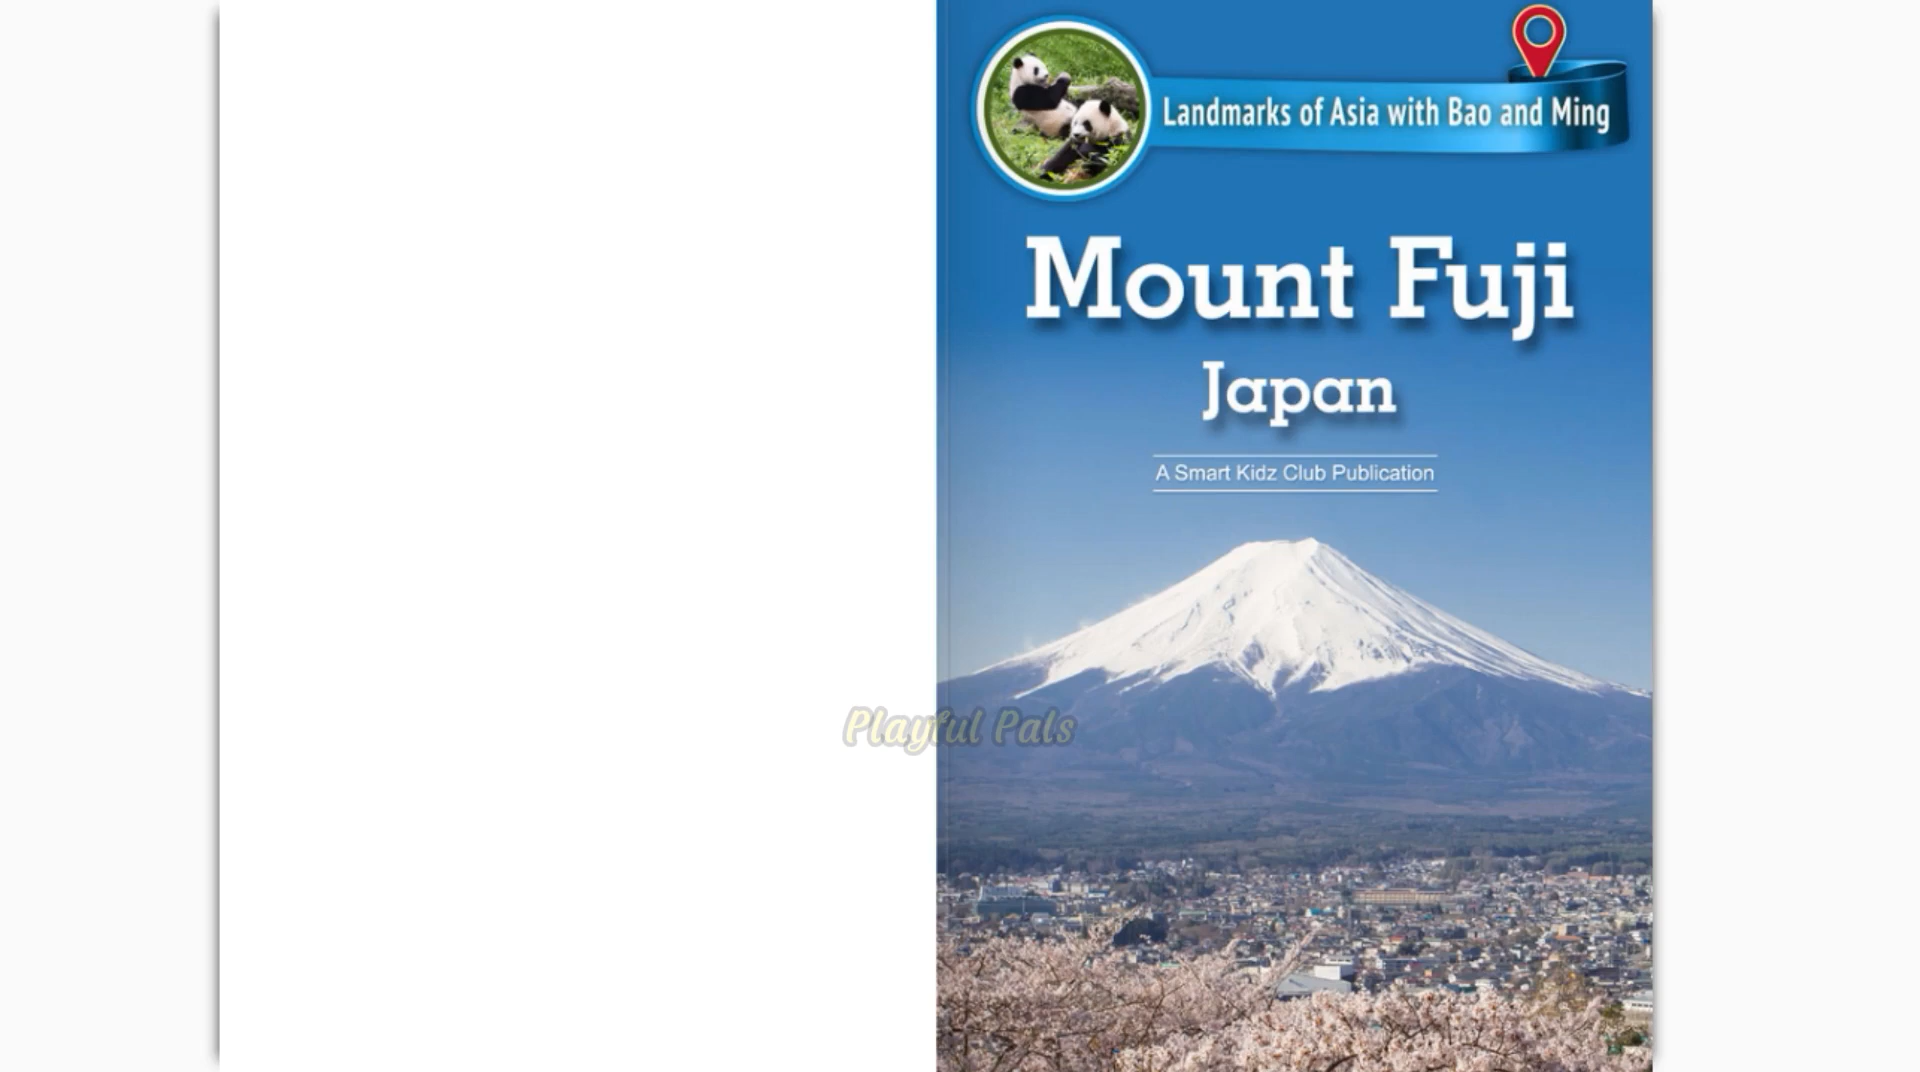 Landmarks of Asia with Bao and Ming
Mount Fuji
Japan
A Smart Kidz Club Publication
Playful Pals